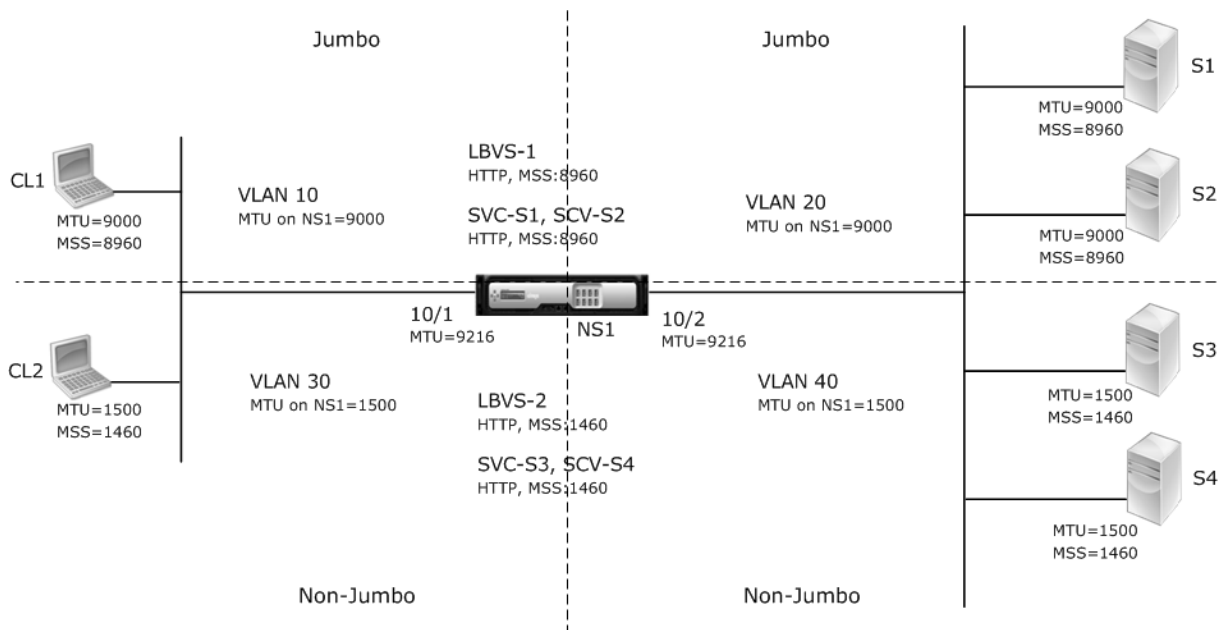 Jumbo
Jumbo
CL1
MTU=9000
MSS=8960
VLAN 10
MTU on NS1=9000
LBVS-1
HTTP, MSS:8960
SVC-S1, SCV-S2
HTTP, MSS:8960
VLAN 20
MTU on NS1=9000
S1
MTU=9000
MSS=8960
S2
MTU=9000
MSS=8960
10/1
MTU=9216
NS1
10/2
MTU=9216
CL2
MTU=1500
MSS=1460
VLAN 30
MTU on NS1=1500
LBVS-2
HTTP, MSS:1460
SVC-S3, SCV-S4
HTTP, MSS:1460
VLAN 40
MTU on NS1=1500
S3
MTU=1500
MSS=1460
S4
MTU=1500
MSS=1460
Non-Jumbo
Non-Jumbo